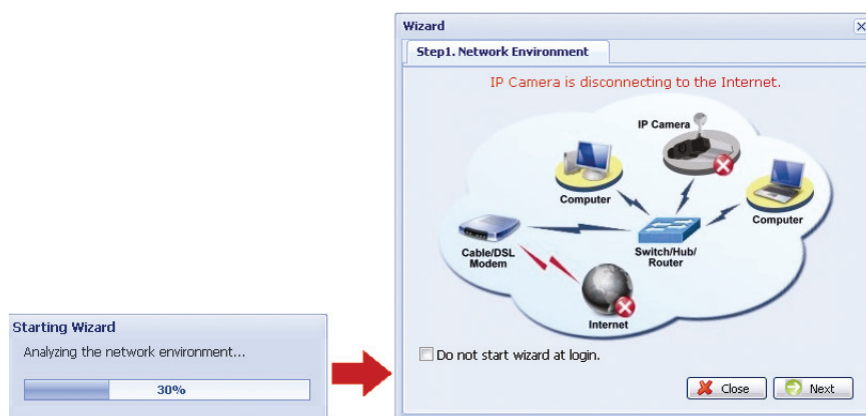 Starting Wizard
Analyzing the network environment...
30%
Wizard
Step1. Network Environment
IP Camera is disconnecting to the Internet.
IP Camera
Computer
Computer
Cable/DSL
Modem
Switch/Hub/
Router
Internet
Do not start wizard at login.
Close
Next